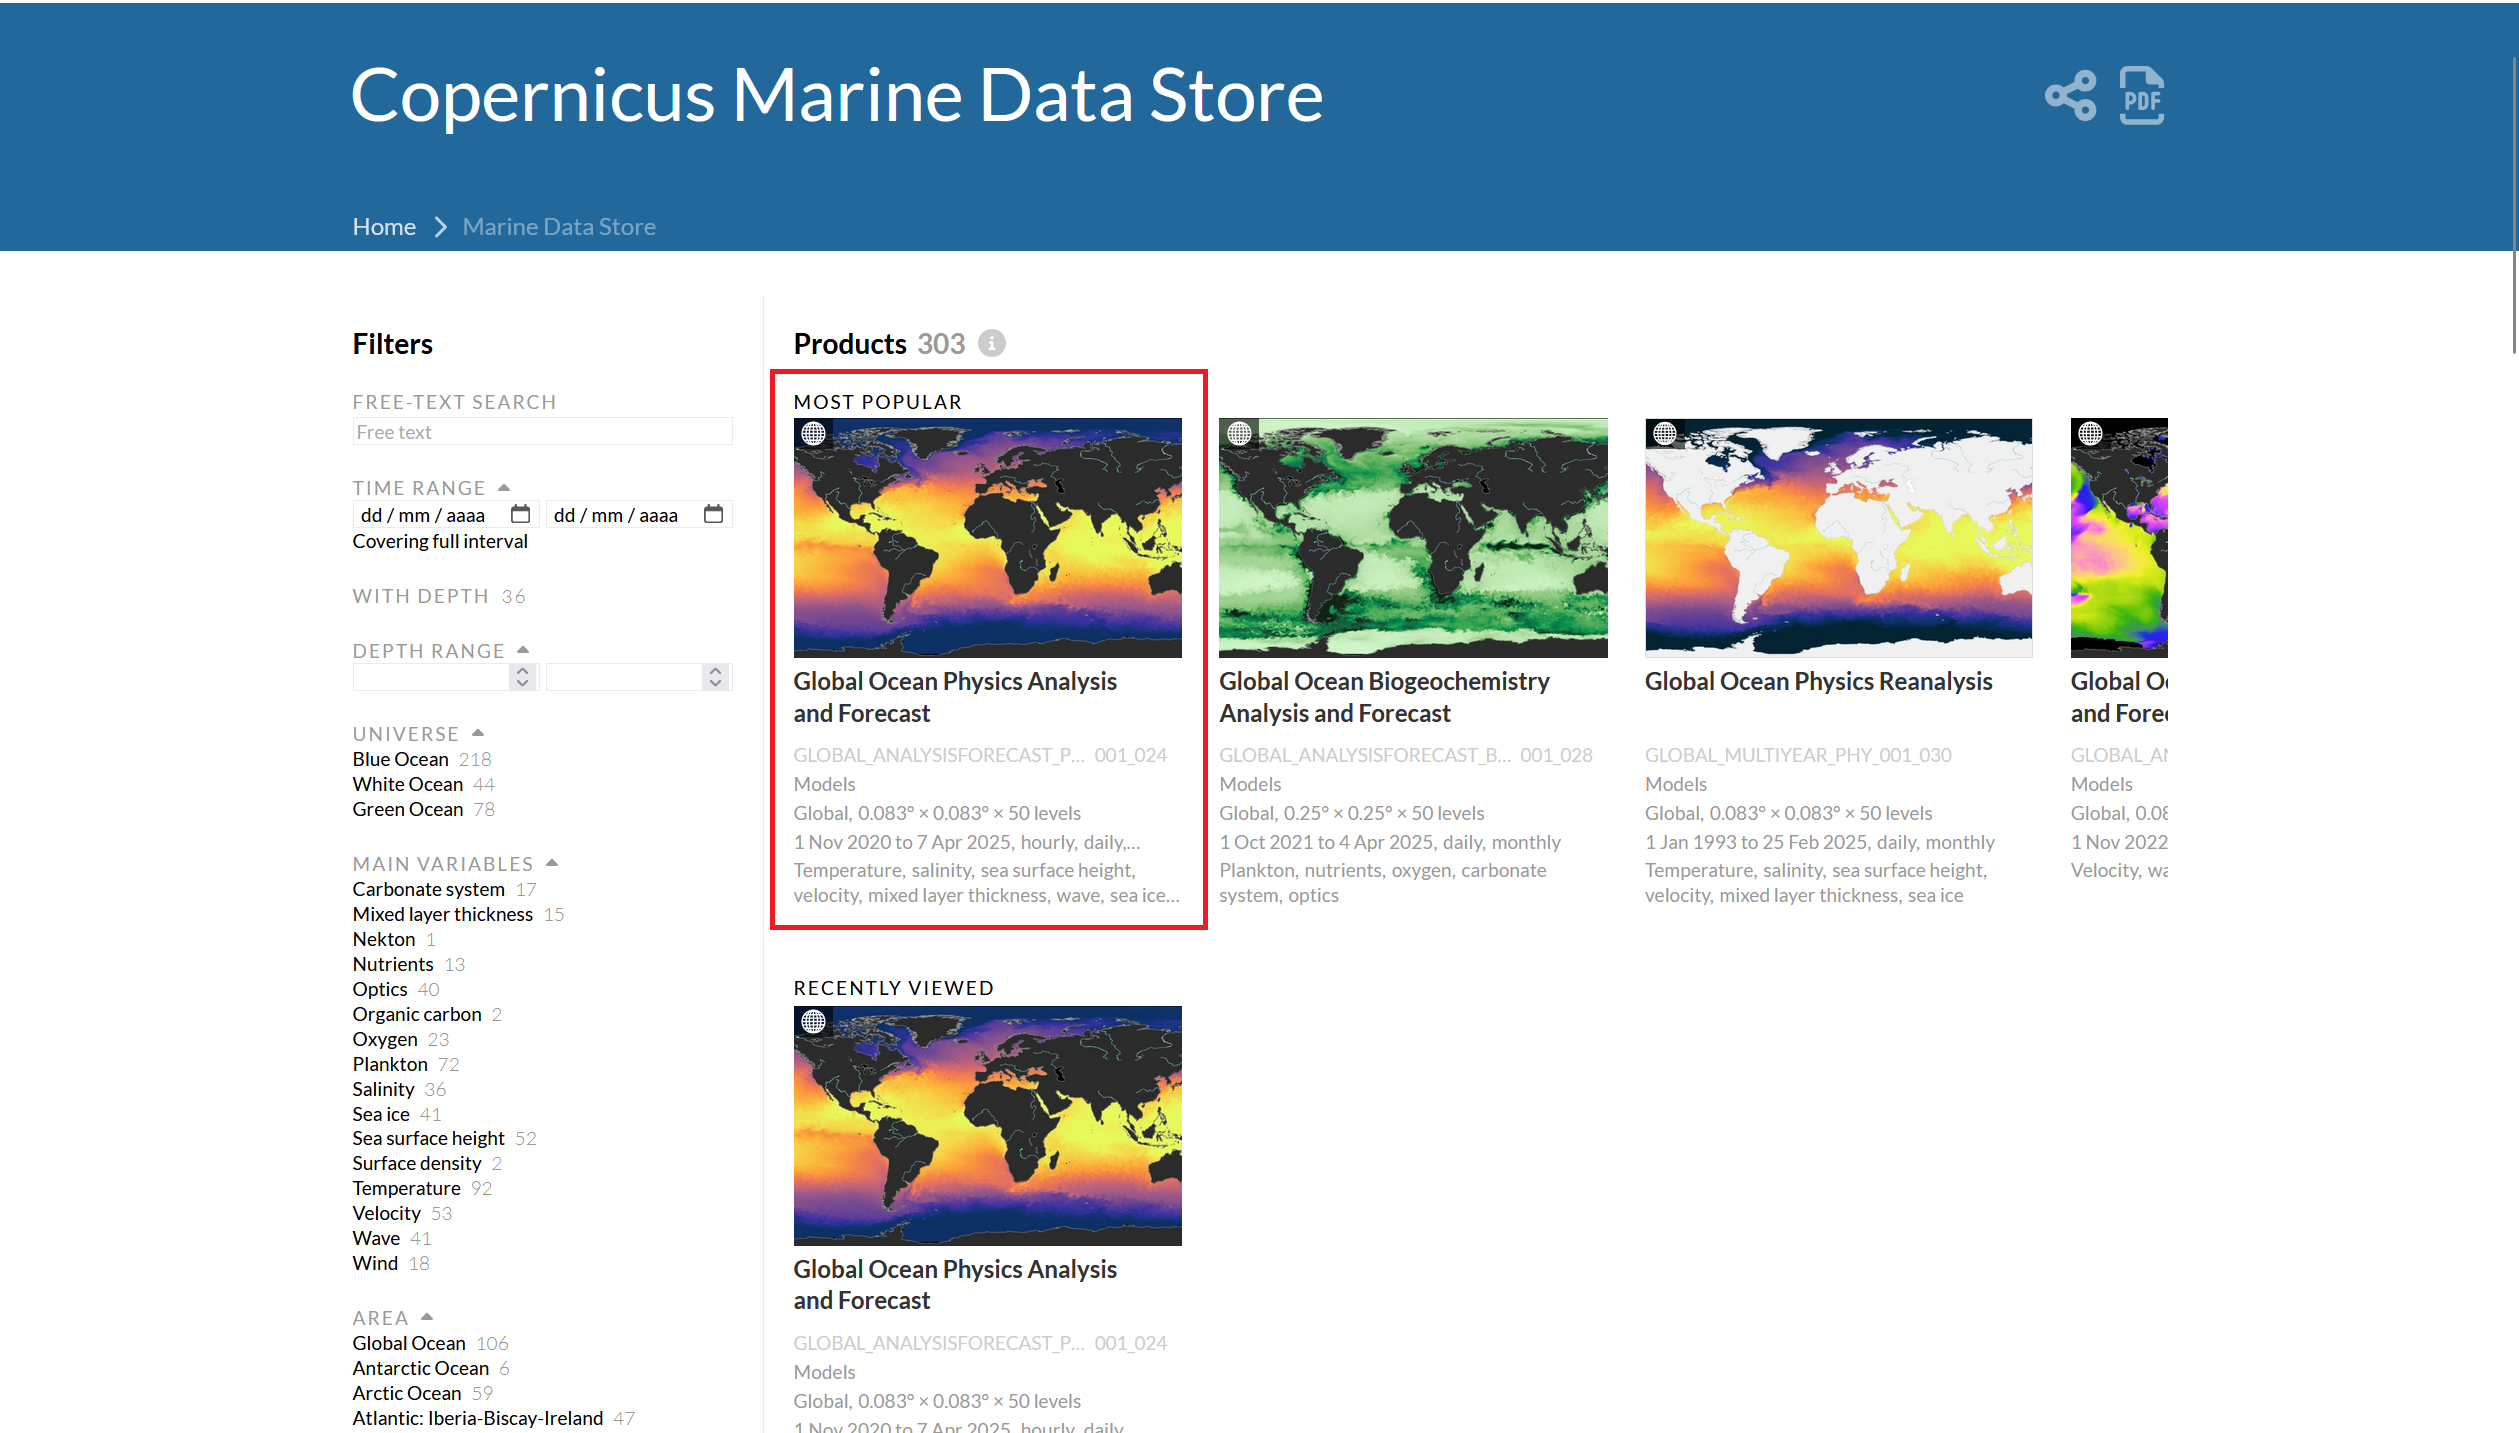 Copernicus Marine Data Store
PDF
Home
Marine Data Store
Filters
FREE-TEXT SEARCH
Free text
TIME RANGE
dd / mm / aaaa
dd / mm / aaaa
Covering full interval
WITH DEPTH 36
DEPTH RANGE
UNIVERSE
Blue Ocean 218
White Ocean 44
Green Ocean 78
MAIN VARIABLES
Carbonate system 17
Mixed layer thickness 15
Nekton 1
Nutrients 13
Optics 40
Organic carbon 2
Oxygen 23
Plankton 72
Salinity 36
Sea ice 41
Sea surface height 52
Surface density 2
Temperature 92
Velocity 53
Wave 41
Wind 18
AREA
Global Ocean 106
Antarctic Ocean 6
Arctic Ocean 59
Atlantic: Iberia-Biscay-Ireland 47
Products 303
MOST POPULAR
Global Ocean Physics Analysis
and Forecast
GLOBAL_ANALYSISFORECAST_P... 001_024
Models
Global, 0.083° × 0.083° × 50 levels
1 Nov 2020 to 7 Apr 2025, hourly, daily,...
Temperature, salinity, sea surface height,
velocity, mixed layer thickness, wave, sea ice...
Global Ocean Biogeochemistry
Analysis and Forecast
GLOBAL_ANALYSISFORECAST_B... 001_028
Models
Global, 0.25° × 0.25° × 50 levels
1 Oct 2021 to 4 Apr 2025, daily, monthly
Plankton, nutrients, oxygen, carbonate
system, optics
Global Ocean Physics Reanalysis
GLOBAL_MULTIYEAR_PHY_001_030
Models
Global, 0.083° × 0.083° × 50 levels
1 Jan 1993 to 25 Feb 2025, daily, monthly
Temperature, salinity, sea surface height,
velocity, mixed layer thickness, sea ice
Global O
and Fore
GLOBAL_A
Models
Global, 0.08
1 Nov 2022
Velocity, wa
RECENTLY VIEWED
Global Ocean Physics Analysis
and Forecast
GLOBAL_ANALYSISFORECAST_P... 001_024
Models
Global, 0.083° × 0.083° × 50 levels
1 Nov 2020 to 7 Apr 2025, hourly, daily